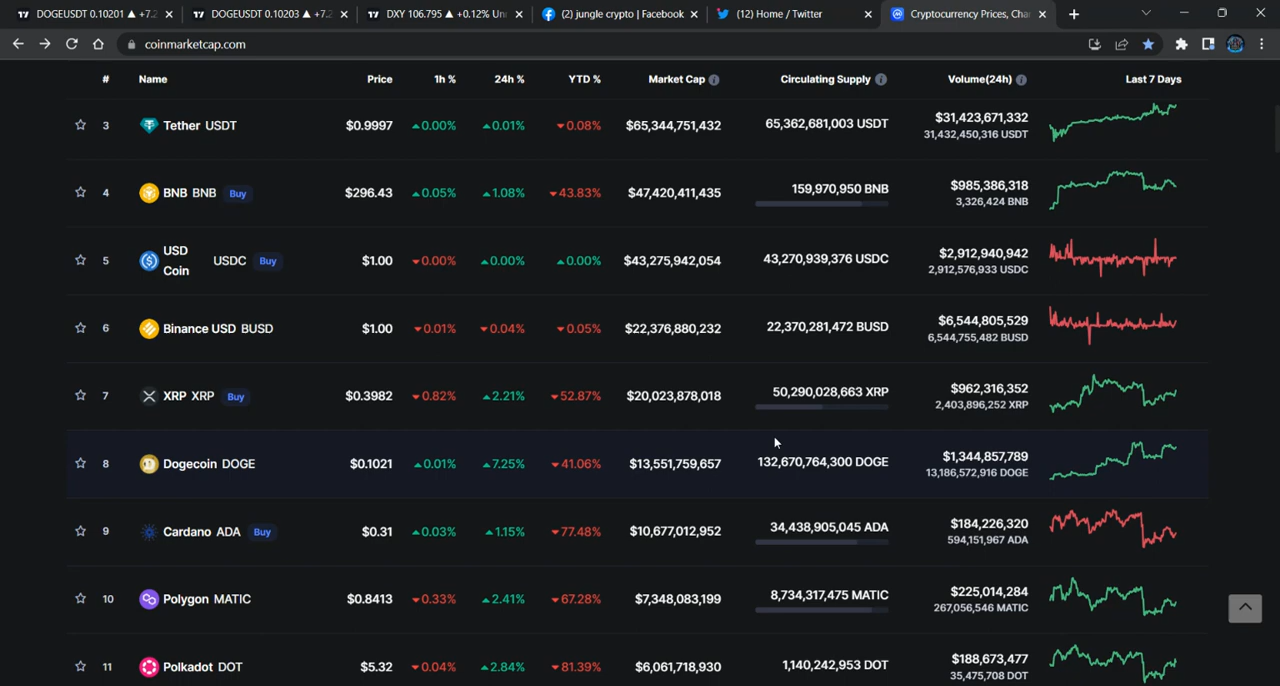 DOGEUSDT 0.10201 ▲ +7.2
DOGEUSDT 0.10203 ▲ +7.2
DXY 106.795 ▲ +0.12% Un
(2) jungle crypto | Facebook
(12) Home / Twitter
Cryptocurrency Prices, Cha
coinmarketcap.com
# Name Price 1h % 24h % YTD % Market Cap Circulating Supply Volume(24h) Last 7 Days
3 Tether USDT $0.9997 0.00% 0.01% 0.08% $65,344,751,432 65,362,681,003 USDT $31,423,671,332
31,432,450,316 USDT
4 BNB BNB Buy $296.43 0.05% 1.08% 43.83% $47,420,411,435 159,970,950 BNB $985,386,318
3,326,424 BNB
5 USD Coin USDC Buy $1.00 0.00% 0.00% 0.00% $43,275,942,054 43,270,939,376 USDC $2,912,940,942
2,912,576,933 USDC
6 Binance USD BUSD $1.00 0.01% 0.04% 0.05% $22,376,880,232 22,370,281,472 BUSD $6,544,805,529
6,544,755,482 BUSD
7 XRP XRP Buy $0.3982 0.82% 2.21% 52.87% $20,023,878,018 50,290,028,663 XRP $962,316,352
2,403,896,252 XRP
8 Dogecoin DOGE $0.1021 0.01% 7.25% 41.06% $13,551,759,657 132,670,764,300 DOGE $1,344,857,789
13,186,572,916 DOGE
9 Cardano ADA Buy $0.31 0.03% 1.15% 77.48% $10,677,012,952 34,438,905,045 ADA $184,226,320
594,151,967 ADA
10 Polygon MATIC $0.8413 0.33% 2.41% 67.28% $7,348,083,199 8,734,317,475 MATIC $225,014,284
267,056,546 MATIC
11 Polkadot DOT $5.32 0.04% 2.84% 81.39% $6,061,718,930 1,140,242,953 DOT $188,673,477
35,475,708 DOT